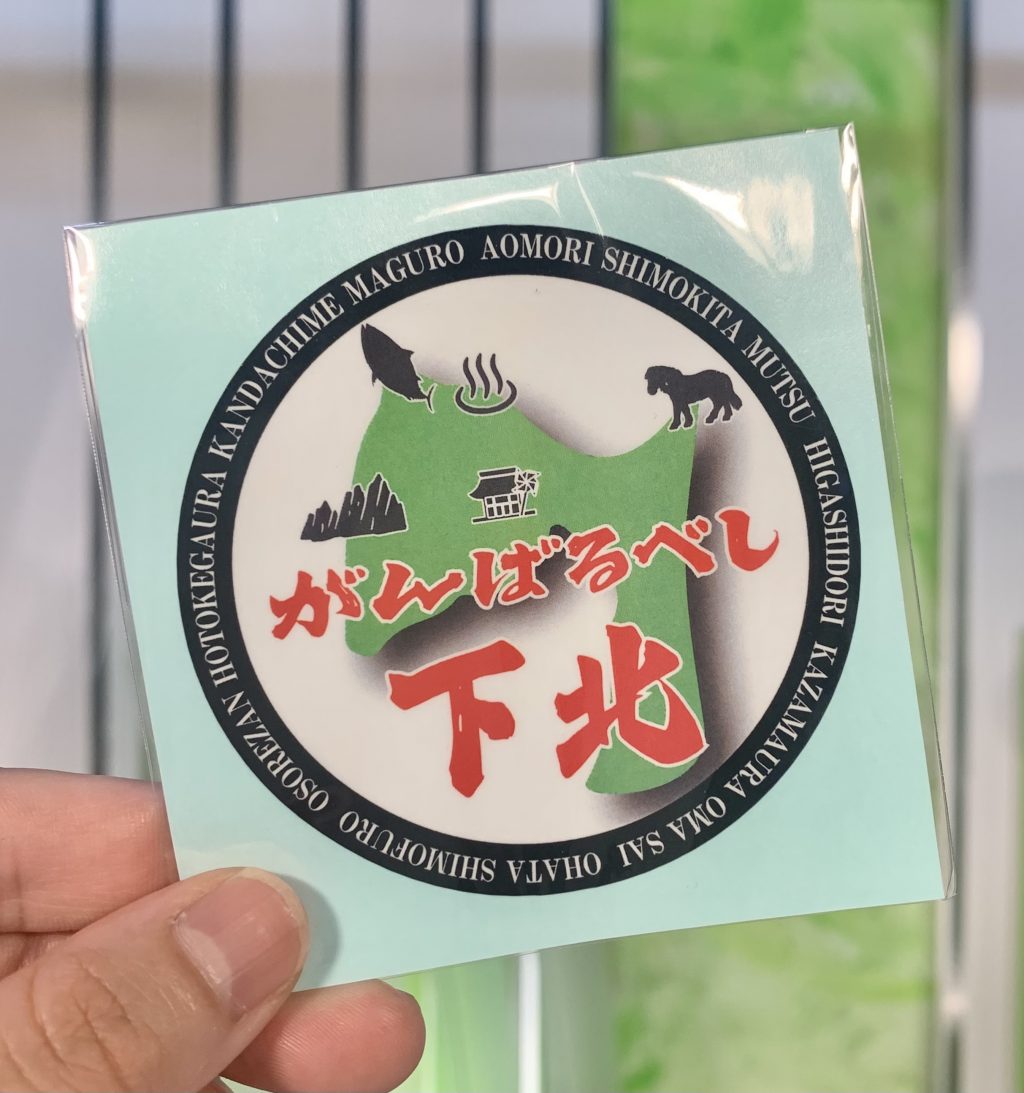 AOMORI SHIMOKITA MUTSU HIGASHIDORI KAZAMAURA OMA SAI OHATA SHIMOFURO OSOREZAN HOTOKEGAURA KANDACHIME MAGURO
がんばるべし
下北